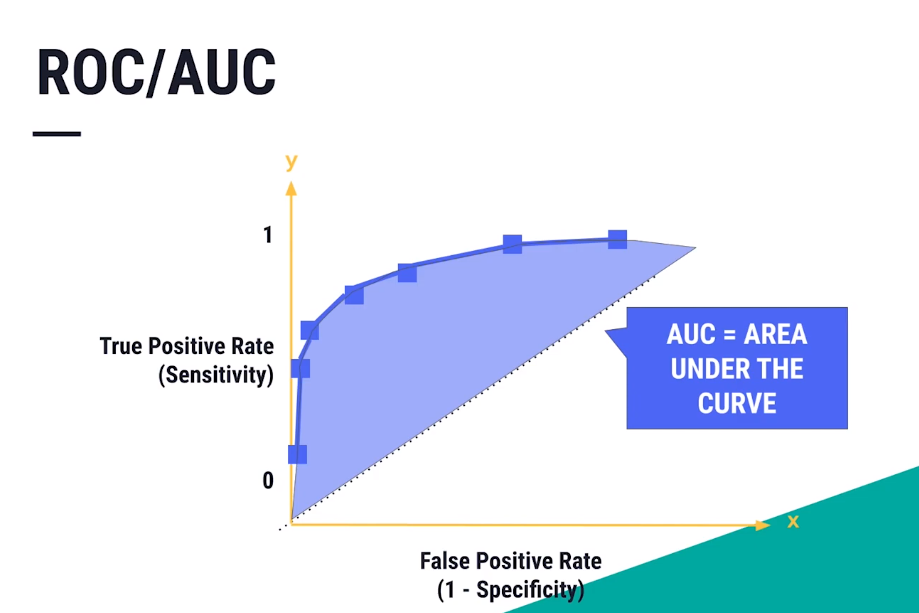 ROC/AUC
y
1
True Positive Rate
(Sensitivity)
AUC = AREA
UNDER THE
CURVE
0
x
False Positive Rate
(1 - Specificity)